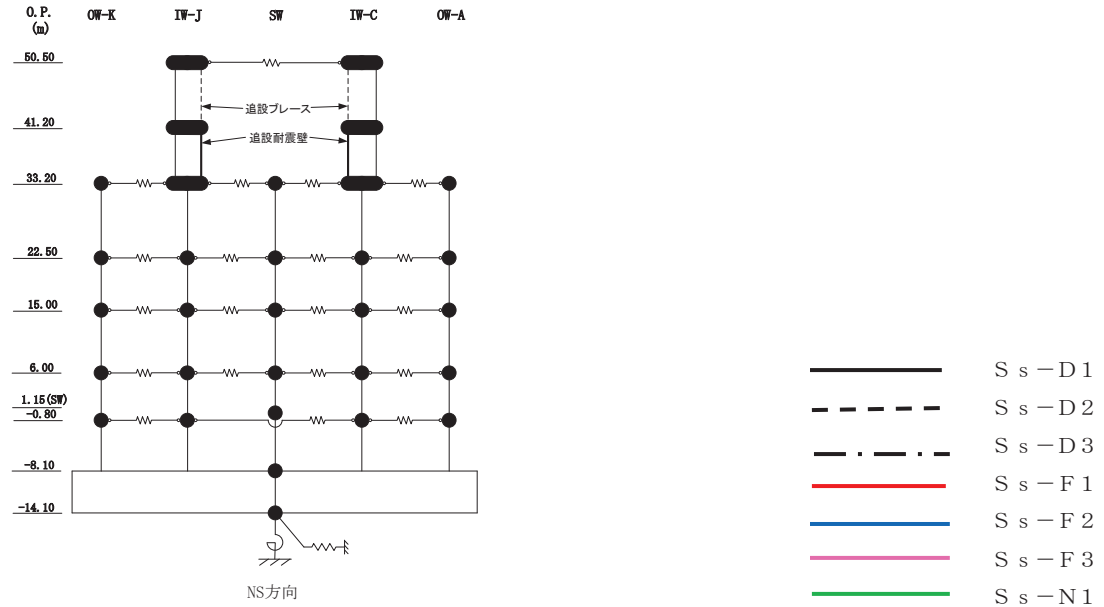 O.P.
(m)
OW-K IW-J SW IW-C OW-A
50.50
追設ブレース
41.20
追設耐震壁
33.20
22.50
15.00
6.00
1.15(SW)
-0.80
-8.10
-14.10
NS方向
Ss-D1
Ss-D2
Ss-D3
Ss-F1
Ss-F2
Ss-F3
Ss-N1